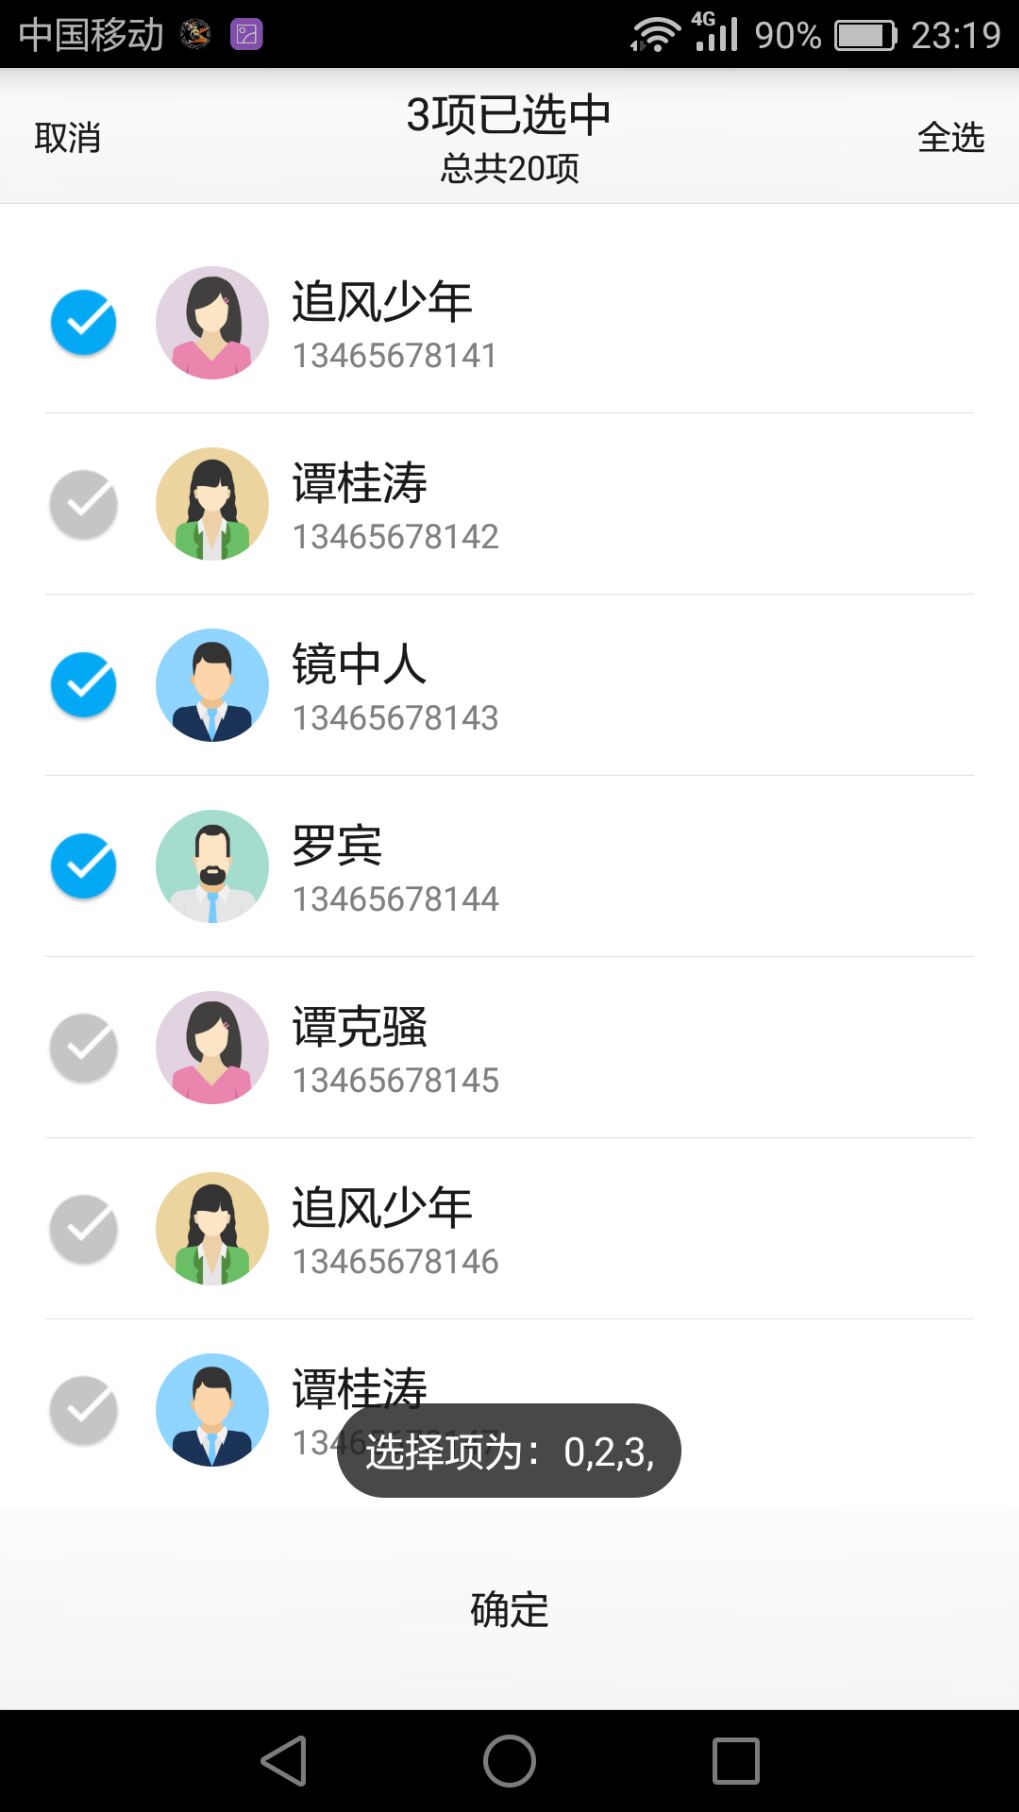 中国移动 4G 90% 23:19
取消 3项已选中 全选
总共20项
追风少年
13465678141
谭桂涛
13465678142
镜中人
13465678143
罗宾
13465678144
谭克骚
13465678145
追风少年
13465678146
谭桂涛
选择项为：0,2,3,
确定